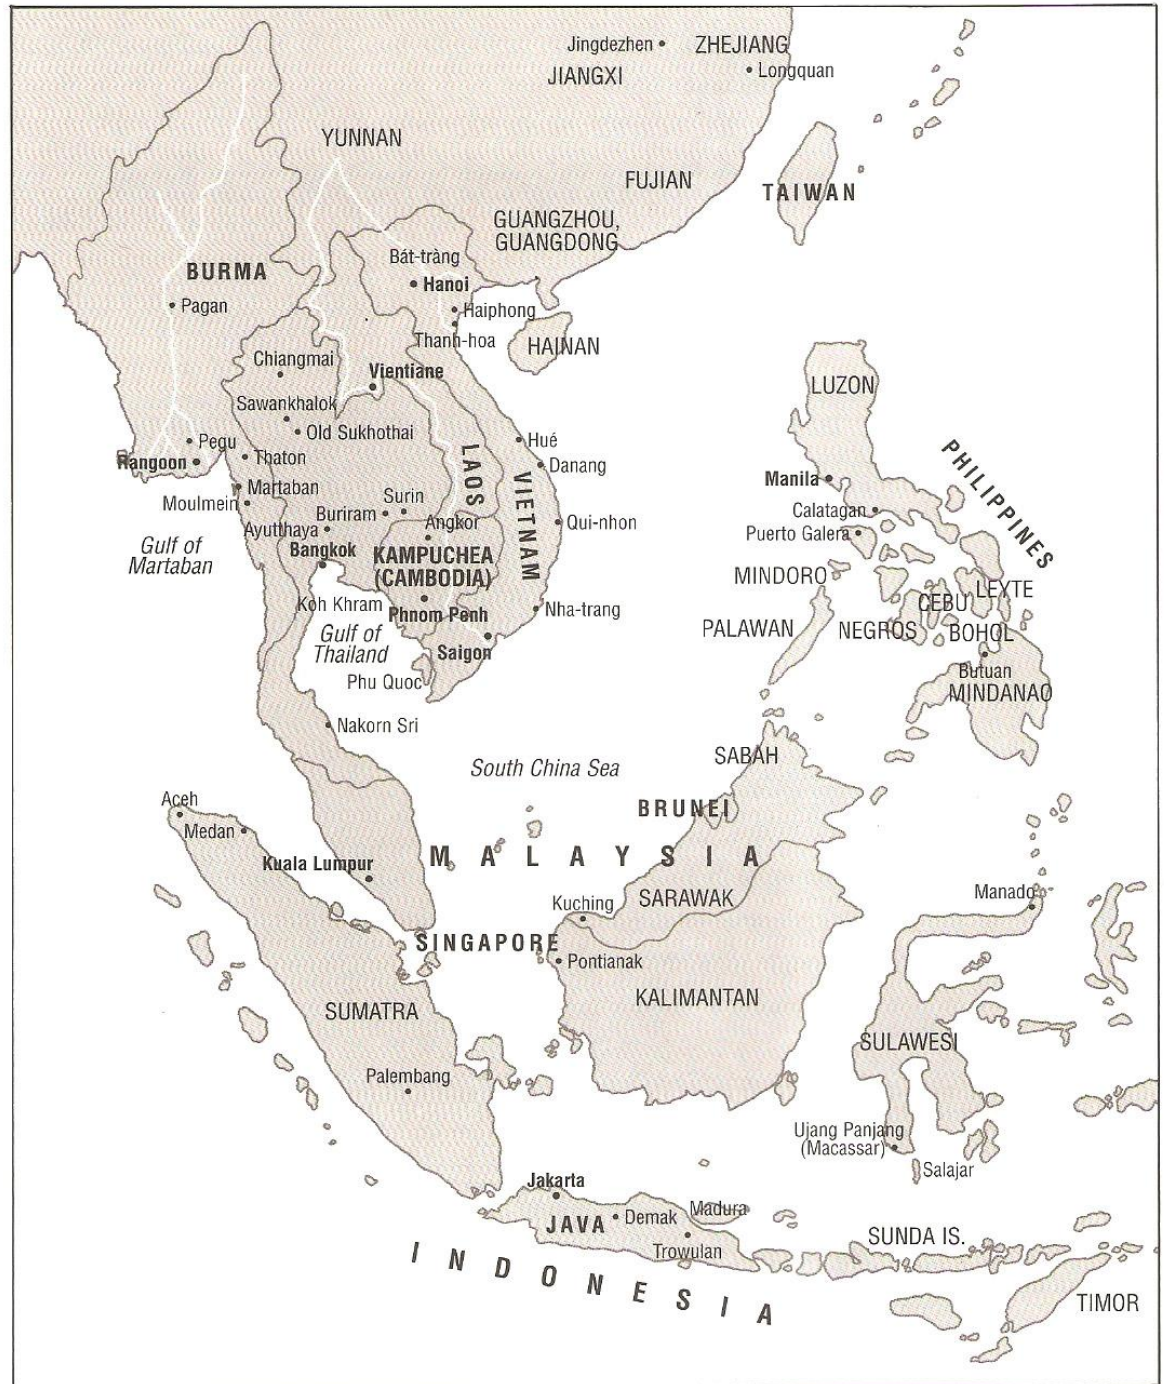 Jingdezhen
ZHEJIANG
JIANGXI
Longquan
YUNNAN
FUJIAN
TAIWAN
GUANGZHOU,
GUANGDONG
Bát-tràng
BURMA
Hanoi
Pagan
Haiphong
Thanh-hoa
HAINAN
Chiangmai
Vientiane
LUZON
Sawankhalok
Old Sukhothai
Pegu
Hué
Rangoon
Thaton
LAOS
Danang
PHILIPPINES
Martaban
VIETNAM
Manila
Moulmein
Surin
Buriram
Angkor
Qui-nhon
Calatagan
Ayutthaya
Puerto Galera
Gulf of
Martaban
Bangkok
KAMPUCHEA
(CAMBODIA)
MINDORO
LEYTE
Koh Khram
Phnom Penh
Nha-trang
CEBU
PALAWAN
NEGROS
BOHOL
Gulf of
Thailand
Saigon
Phu Quoc
Butuan
MINDANAO
Nakorn Sri
SABAH
South China Sea
Aceh
BRUNEI
Medan
Kuala Lumpur
MALAYSIA
Manado
Kuching
SARAWAK
SINGAPORE
Pontianak
KALIMANTAN
SUMATRA
SULAWESI
Palembang
Ujang Panjang
(Macassar)
Salajar
Jakarta
Madura
JAVA
Demak
SUNDA IS.
Trowulan
INDONESIA
TIMOR